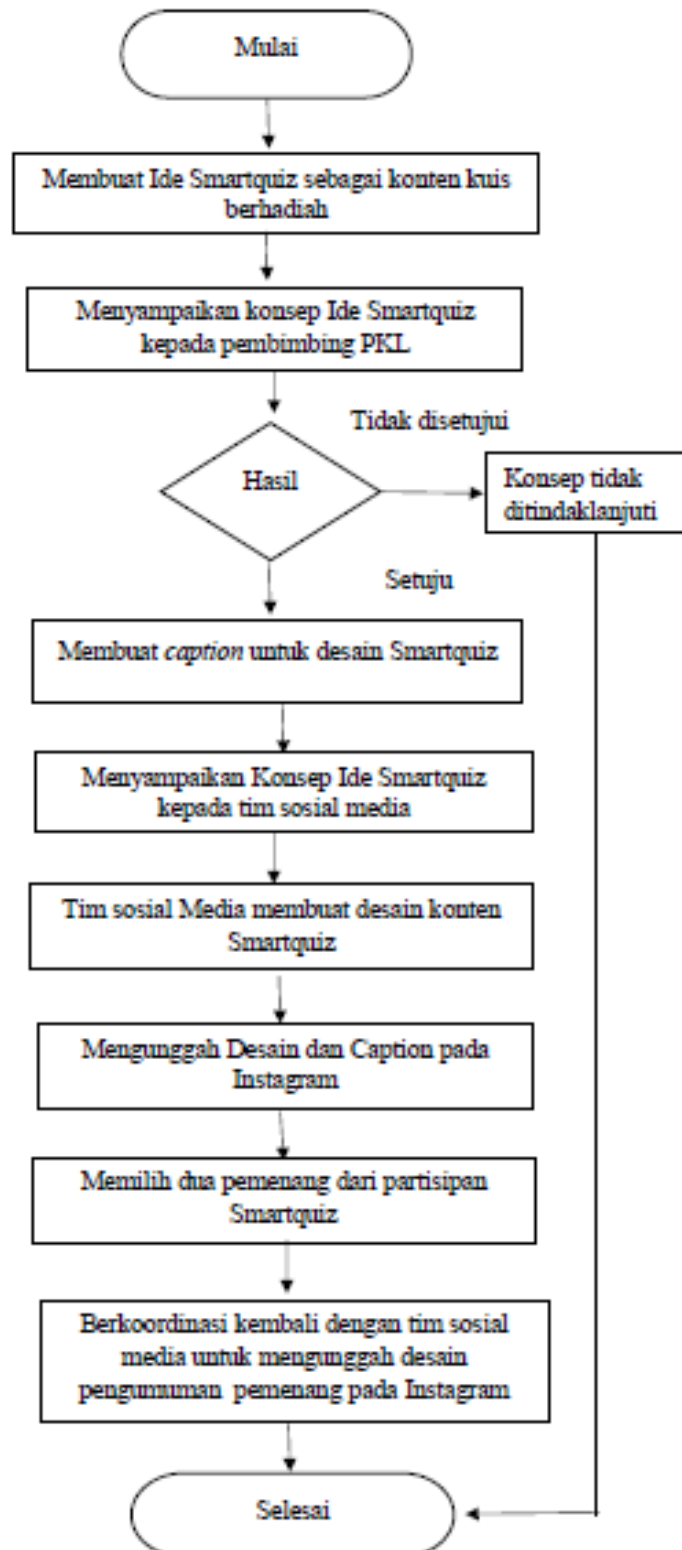 Mulai
Membuat Ide Smartquiz sebagai konten kuis
berhadiah
Menyampaikan konsep Ide Smartquiz
kepada pembimbing PKL
Tidak disetujui
Hasil
Konsep tidak
ditindaklanjuti
Setuju
Membuat caption untuk desain Smartquiz
Menyampaikan Konsep Ide Smartquiz
kepada tim sosial media
Tim sosial Media membuat desain konten
Smartquiz
Mengunggah Desain dan Caption pada
Instagram
Memilih dua pemenang dari partisipan
Smartquiz
Berkoordinasi kembali dengan tim sosial
media untuk mengunggah desain
pengumuman pemenang pada Instagram
Selesai